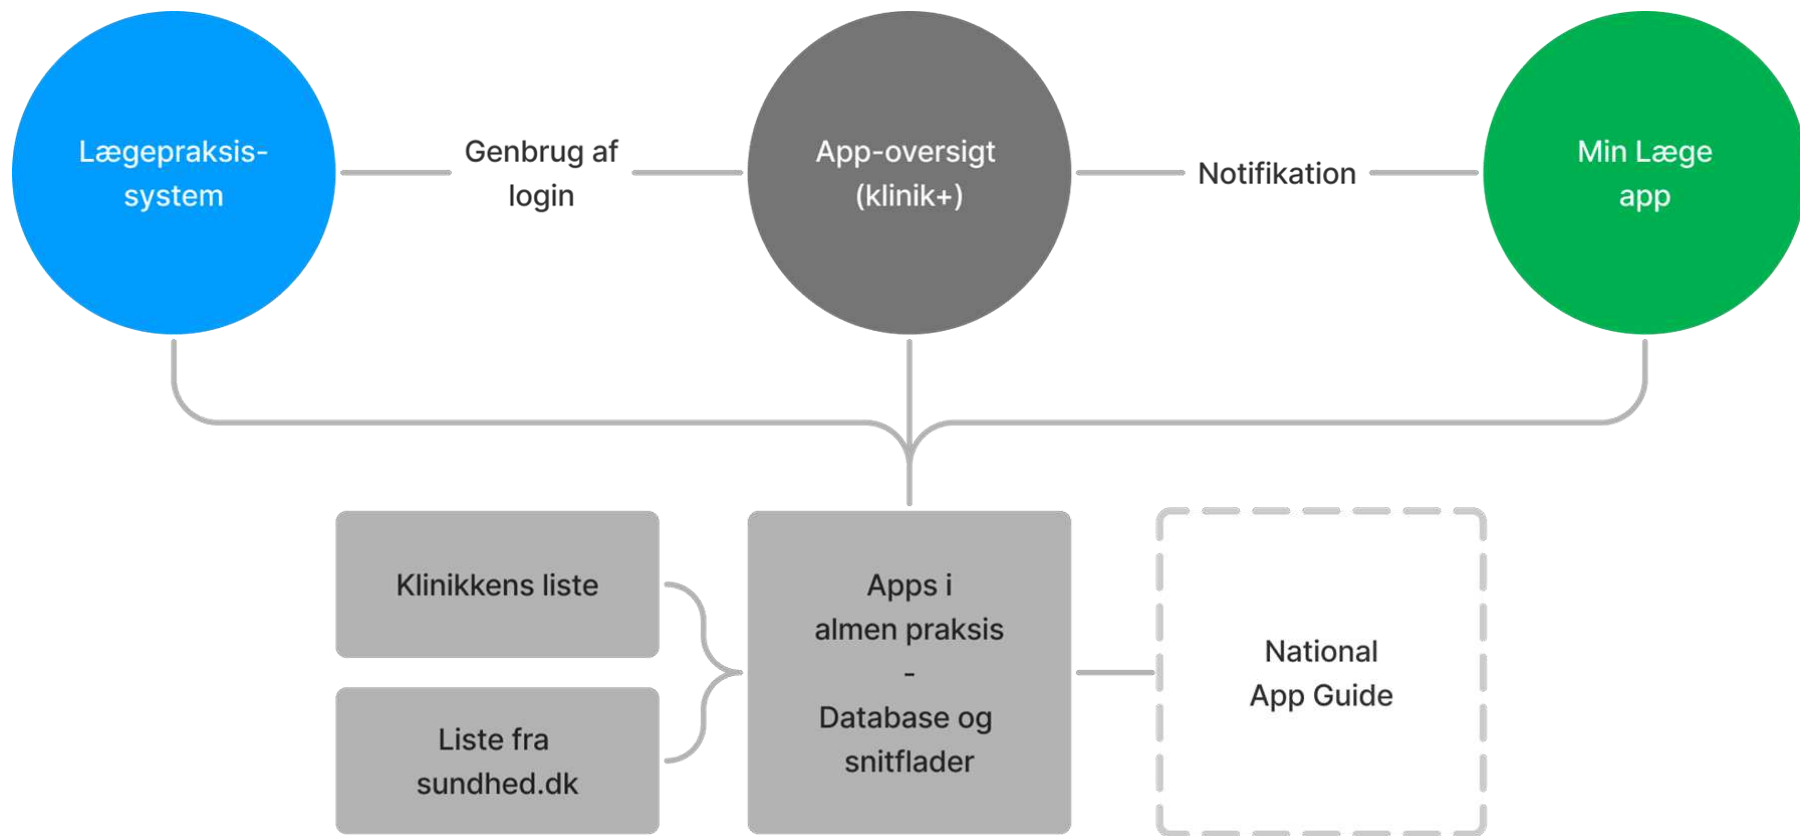 Lægepraksis-
system
Genbrug af
login
App-oversigt
(klinik+)
Notifikation
Min Læge
app
Klinikkens liste
Liste fra
sundhed.dk
Apps i
almen praksis
-
Database og
snitflader
National
App Guide